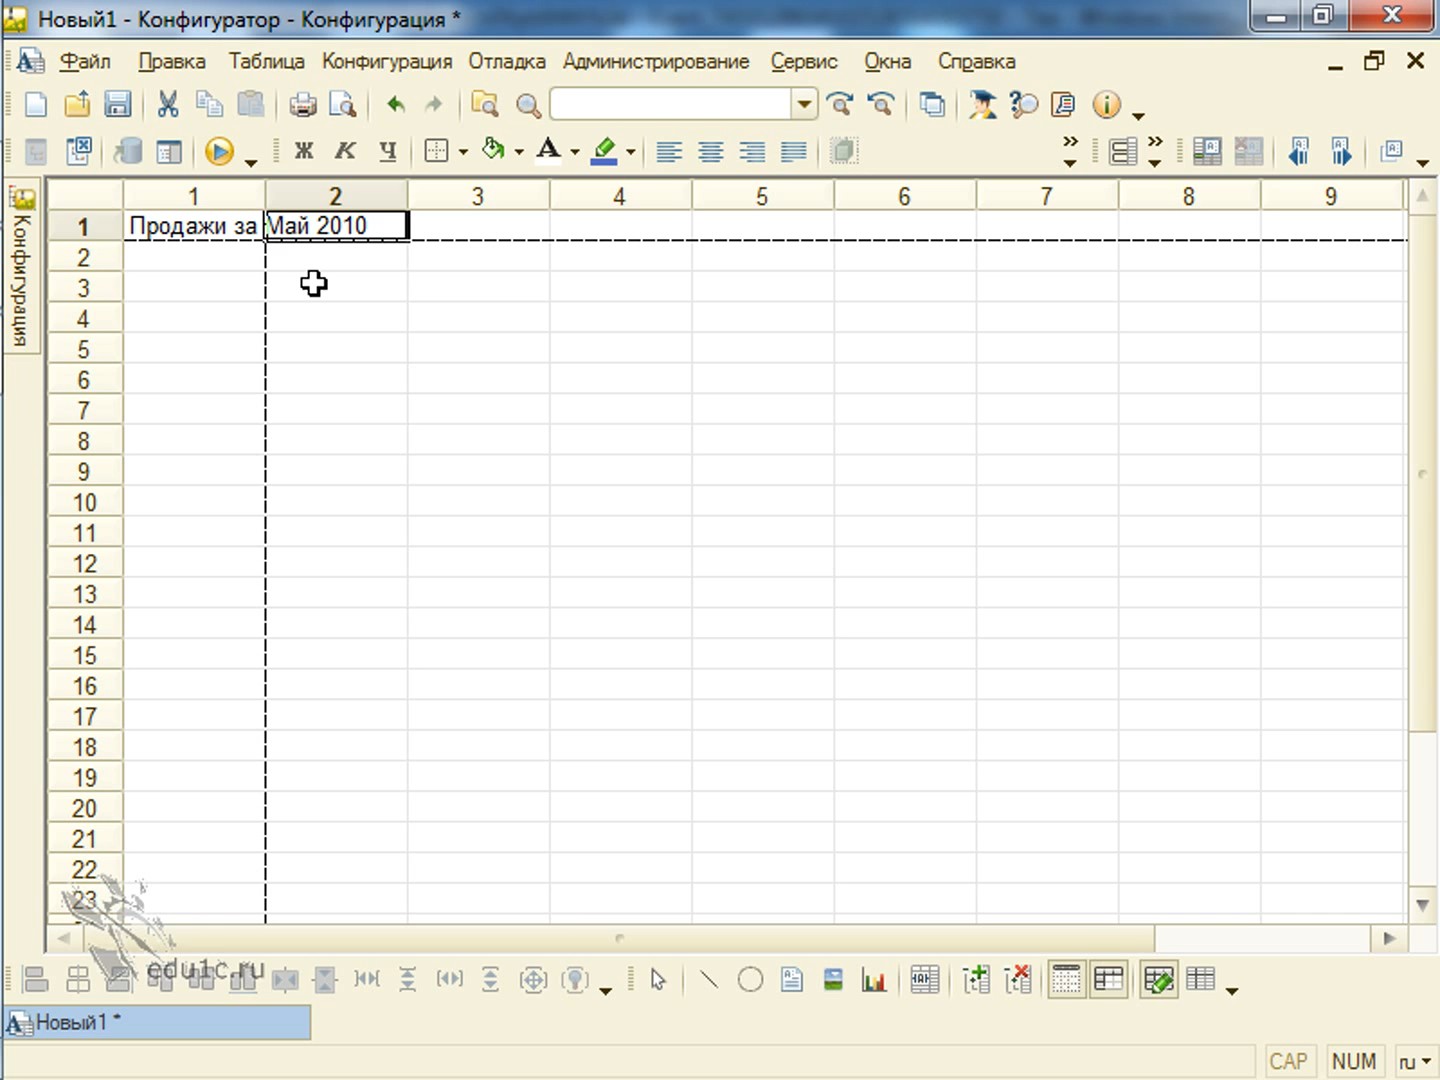 Новый1 - Конфигуратор - Конфигурация *
Файл Правка Таблица Конфигурация Отладка Администрирование Сервис Окна Справка
Ж К Ч А
Конфигурация
1 2 3 4 5 6 7 8 9
1 Продажи за Май 2010
2
3
4
5
6
7
8
9
10
11
12
13
14
15
16
17
18
19
20
21
22
23
edu1c.ru
Новый1 *
CAP NUM ru